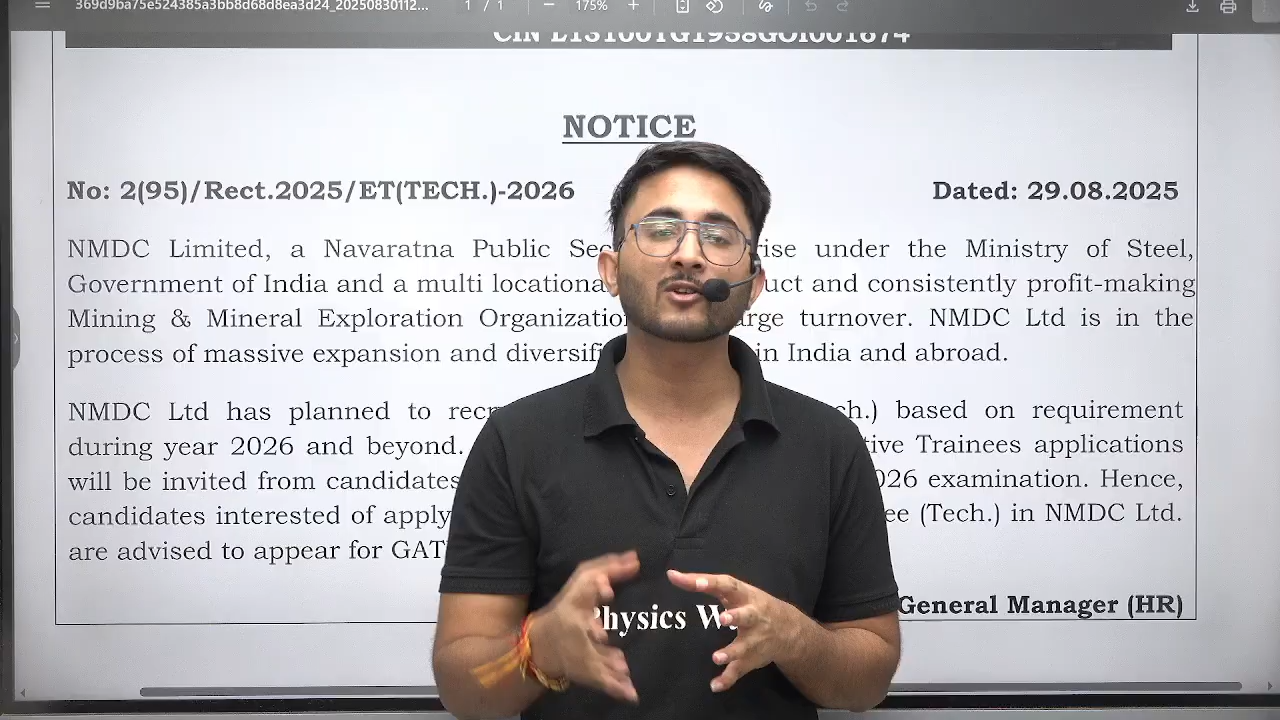 369d9ba75e524385a3bb8d68d8ea3d24_20250830112... 1 / 1 175%
CIN L13100TG1958GOI001674
NOTICE
No: 2(95)/Rect.2025/ET(TECH.)-2026 Dated: 29.08.2025
NMDC Limited, a Navaratna Public Sec rise under the Ministry of Steel,
Government of India and a multi locationa uct and consistently profit-making
Mining & Mineral Exploration Organizatio arge turnover. NMDC Ltd is in the
process of massive expansion and diversifi in India and abroad.
NMDC Ltd has planned to recr ch.) based on requirement
during year 2026 and beyond. tive Trainees applications
will be invited from candidates 026 examination. Hence,
candidates interested of apply ee (Tech.) in NMDC Ltd.
are advised to appear for GAT
General Manager (HR)
Physics W